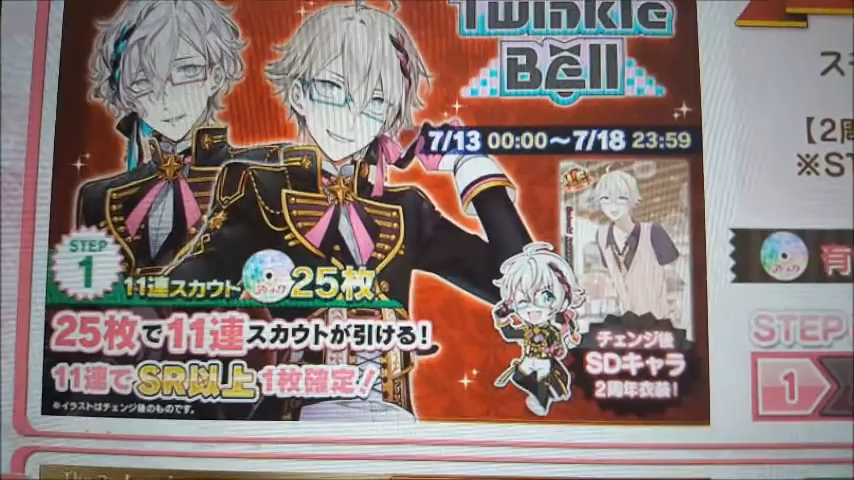 Twinkle
Bell
7/13 00:00～7/18 23:59
STEP
1
11連スカウト 25枚
25枚で11連スカウトが引ける!
11連でSR以上1枚確定!
※イラストはチェンジ後のものです。
チェンジ後
SDキャラ
2周年衣装!
ス
【2周
※S
有
STEP
1